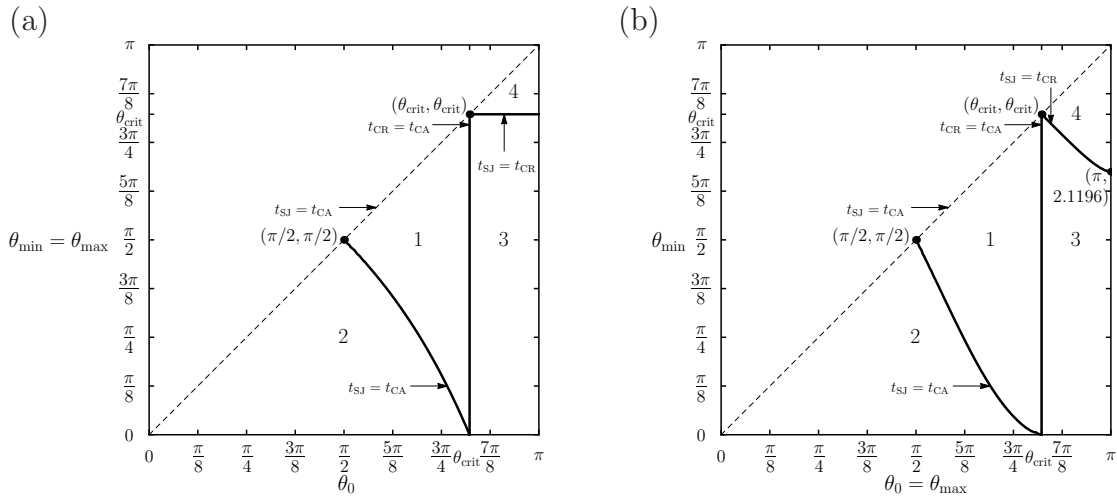 (a)
π
7π/8
θcrit
3π/4
5π/8
θmin = θmax π/2
3π/8
π/4
π/8
0
0 π/8 π/4 3π/8 π/2 5π/8 3π/4 θcrit 7π/8 π
θ0
(θcrit, θcrit)
4
tCR = tCA
tSJ = tCR
tSJ = tCA
(π/2, π/2)
1
3
2
tSJ = tCA
(b)
π
7π/8
θcrit
3π/4
5π/8
θmin π/2
3π/8
π/4
π/8
0
0 π/8 π/4 3π/8 π/2 5π/8 3π/4 θcrit 7π/8 π
θ0 = θmax
tSJ = tCR
(θcrit, θcrit)
4
tCR = tCA
(π,
2.1196)
tSJ = tCA
(π/2, π/2)
1
3
2
tSJ = tCA